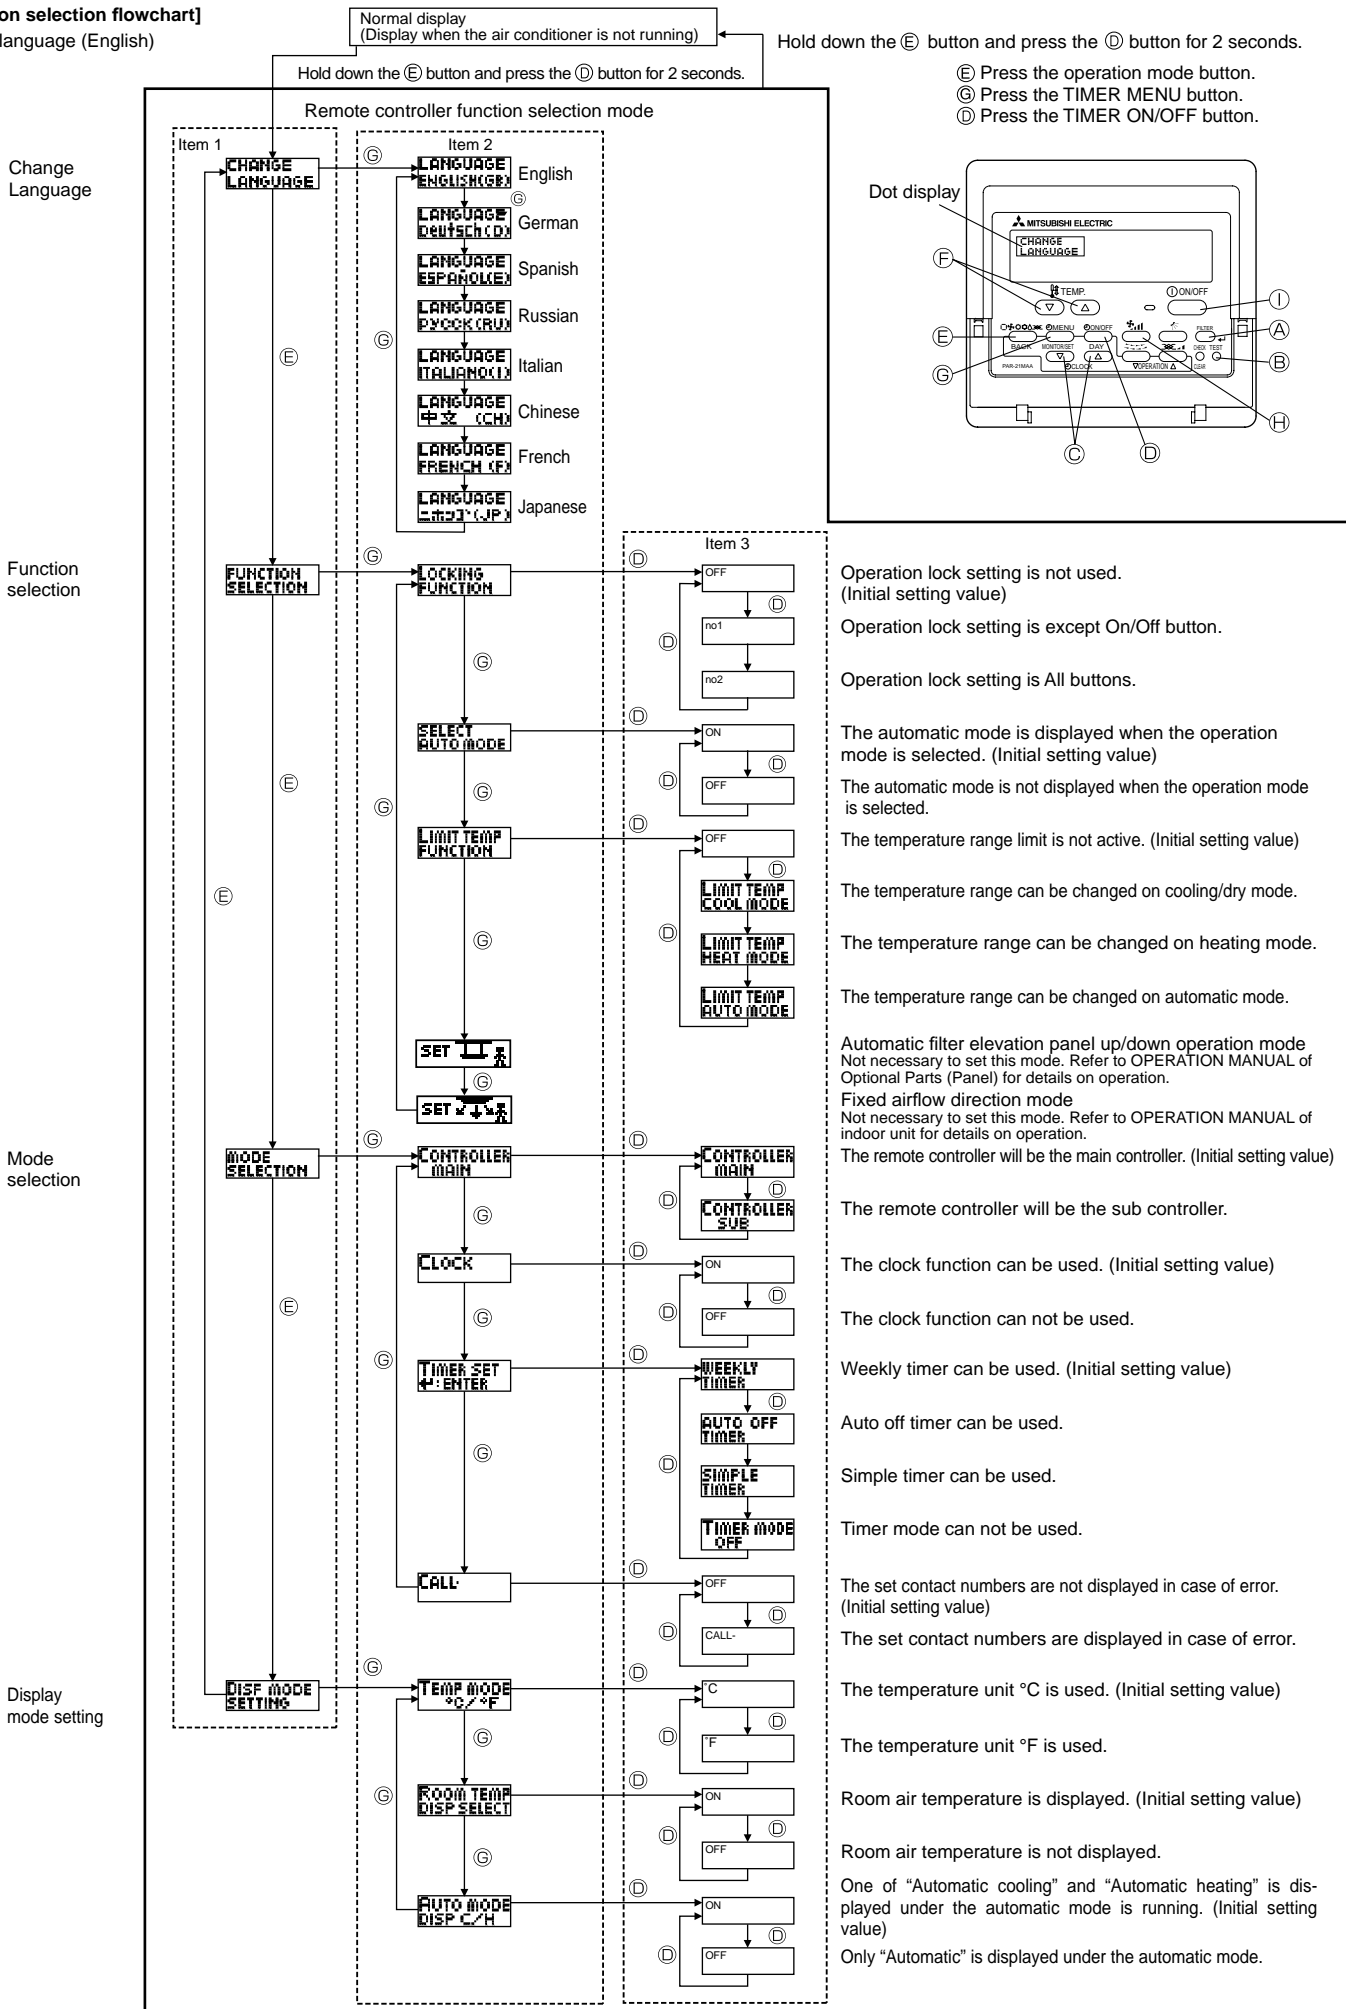 on selection flowchart]
language (English)
Normal display
(Display when the air conditioner is not running)
Hold down the Ⓔ button and press the Ⓓ button for 2 seconds.
Hold down the Ⓔ button and press the Ⓓ button for 2 seconds.
Ⓔ Press the operation mode button.
Ⓖ Press the TIMER MENU button.
Ⓓ Press the TIMER ON/OFF button.
Remote controller function selection mode
Item 1
Item 2
Change
Language
CHANGE
LANGUAGE
Ⓖ
LANGUAGE
ENGLISH(GB)
English
Ⓖ
LANGUAGE
Deutsch(D)
German
LANGUAGE
ESPAÑOL(E)
Spanish
LANGUAGE
РУССК(RU)
Russian
Ⓖ
Ⓔ
LANGUAGE
ITALIANO(I)
Italian
LANGUAGE
中文 (CH)
Chinese
LANGUAGE
FRENCH (F)
French
LANGUAGE
ニホンゴ(JP)
Japanese
Dot display
MITSUBISHI ELECTRIC
CHANGE
LANGUAGE
Ⓕ
TEMP.
ON/OFF
Ⓘ
MENU
ON/OFF
FILTER
Ⓐ
Ⓔ
BACK
MONITOR/SET
DAY
CHECK TEST
Ⓑ
PAR-21MAA
CLOCK
OPERATION
CLEAR
Ⓖ
Ⓗ
Ⓒ
Ⓓ
Item 3
Function
selection
FUNCTION
SELECTION
Ⓖ
LOCKING
FUNCTION
Ⓓ
OFF
Operation lock setting is not used.
(Initial setting value)
Ⓓ
no1
Operation lock setting is except On/Off button.
Ⓓ
Ⓖ
no2
Operation lock setting is All buttons.
SELECT
AUTO MODE
Ⓓ
ON
The automatic mode is displayed when the operation
mode is selected. (Initial setting value)
Ⓓ
Ⓔ
Ⓖ
Ⓖ
Ⓓ
OFF
The automatic mode is not displayed when the operation mode
is selected.
LIMIT TEMP
FUNCTION
Ⓓ
OFF
The temperature range limit is not active. (Initial setting value)
Ⓓ
Ⓔ
LIMIT TEMP
COOL MODE
The temperature range can be changed on cooling/dry mode.
Ⓖ
Ⓓ
LIMIT TEMP
HEAT MODE
The temperature range can be changed on heating mode.
LIMIT TEMP
AUTO MODE
The temperature range can be changed on automatic mode.
SET
Automatic filter elevation panel up/down operation mode
Not necessary to set this mode. Refer to OPERATION MANUAL of
Optional Parts (Panel) for details on operation.
Ⓖ
SET
Fixed airflow direction mode
Not necessary to set this mode. Refer to OPERATION MANUAL of
indoor unit for details on operation.
Mode
selection
MODE
SELECTION
Ⓖ
CONTROLLER
MAIN
Ⓓ
CONTROLLER
MAIN
The remote controller will be the main controller. (Initial setting value)
Ⓓ
Ⓖ
Ⓓ
CONTROLLER
SUB
The remote controller will be the sub controller.
CLOCK
Ⓓ
ON
The clock function can be used. (Initial setting value)
Ⓓ
Ⓔ
Ⓖ
Ⓓ
OFF
The clock function can not be used.
Ⓖ
TIMER SET
↵:ENTER
Ⓓ
WEEKLY
TIMER
Weekly timer can be used. (Initial setting value)
Ⓓ
AUTO OFF
TIMER
Auto off timer can be used.
Ⓖ
Ⓓ
SIMPLE
TIMER
Simple timer can be used.
TIMER MODE
OFF
Timer mode can not be used.
CALL-
Ⓓ
OFF
The set contact numbers are not displayed in case of error.
(Initial setting value)
Ⓓ
Ⓓ
CALL-
The set contact numbers are displayed in case of error.
Display
mode setting
DISP MODE
SETTING
Ⓖ
TEMP MODE
°C/°F
Ⓓ
°C
The temperature unit °C is used. (Initial setting value)
Ⓓ
Ⓖ
Ⓓ
°F
The temperature unit °F is used.
Ⓖ
ROOM TEMP
DISP SELECT
Ⓓ
ON
Room air temperature is displayed. (Initial setting value)
Ⓓ
Ⓖ
Ⓓ
OFF
Room air temperature is not displayed.
AUTO MODE
DISP C/H
Ⓓ
ON
One of “Automatic cooling” and “Automatic heating” is dis-
played under the automatic mode is running. (Initial setting
value)
Ⓓ
Ⓓ
OFF
Only “Automatic” is displayed under the automatic mode.